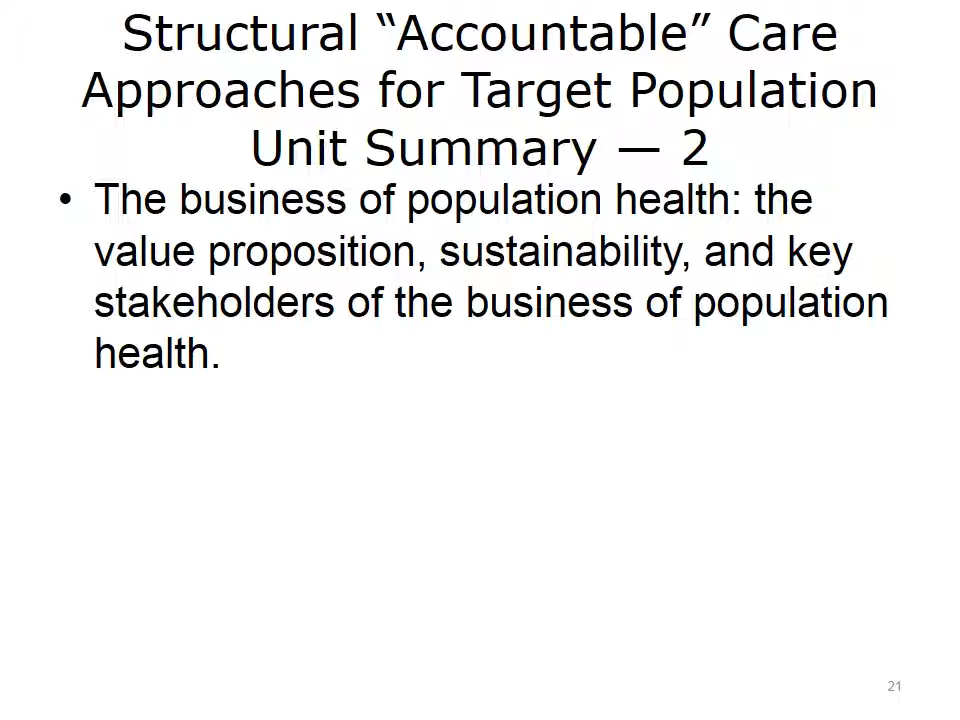 Structural “Accountable” Care
Approaches for Target Population
Unit Summary — 2
• The business of population health: the
value proposition, sustainability, and key
stakeholders of the business of population
health.
21